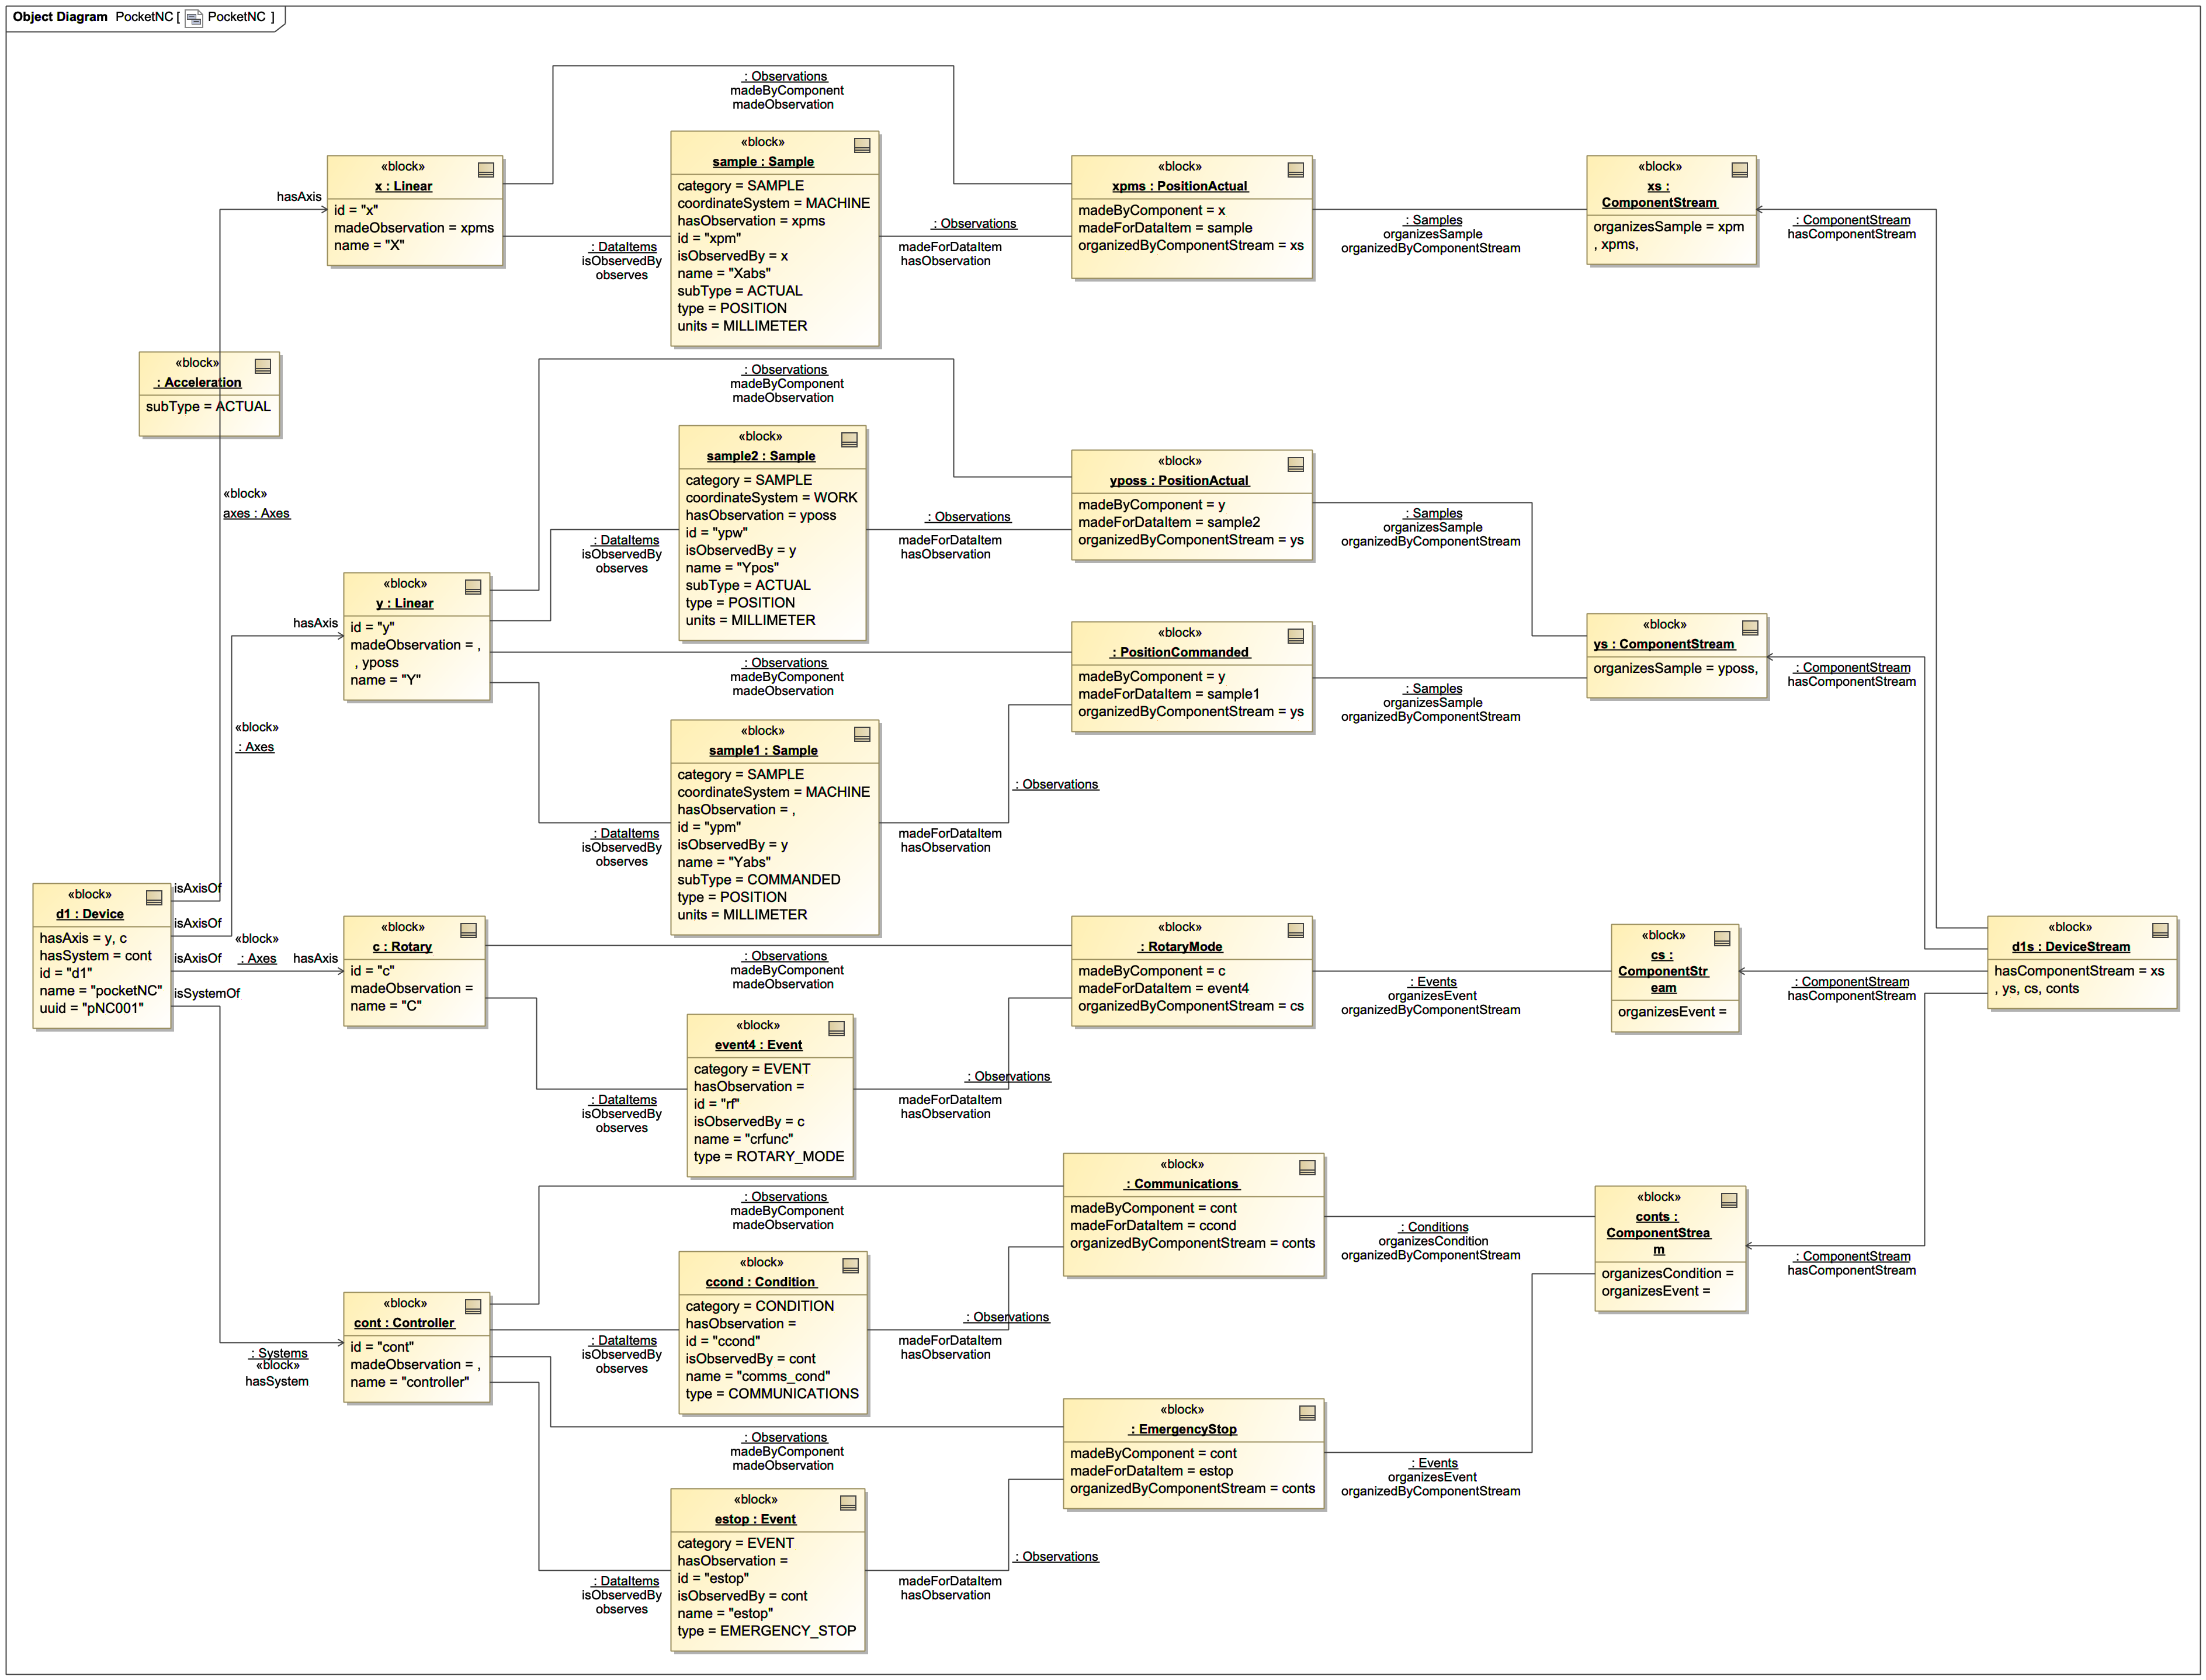 Object Diagram PocketNC [ PocketNC ]
: Observations
madeByComponent
madeObservation
«block»
x : Linear
id = "x"
madeObservation = xpms
name = "X"
hasAxis
«block»
sample : Sample
category = SAMPLE
coordinateSystem = MACHINE
hasObservation = xpms
id = "xpm"
isObservedBy = x
name = "Xabs"
subType = ACTUAL
type = POSITION
units = MILLIMETER
: DataItems
isObservedBy
observes
: Observations
madeForDataItem
hasObservation
«block»
xpms : PositionActual
madeByComponent = x
madeForDataItem = sample
organizedByComponentStream = xs
: Samples
organizesSample
organizedByComponentStream
«block»
xs :
ComponentStream
organizesSample = xpm
, xpms,
: ComponentStream
hasComponentStream
«block»
: Acceleration
subType = ACTUAL
«block»
axes : Axes
: Observations
madeByComponent
madeObservation
«block»
sample2 : Sample
category = SAMPLE
coordinateSystem = WORK
hasObservation = yposs
id = "ypw"
isObservedBy = y
name = "Ypos"
subType = ACTUAL
type = POSITION
units = MILLIMETER
: DataItems
isObservedBy
observes
: Observations
madeForDataItem
hasObservation
«block»
yposs : PositionActual
madeByComponent = y
madeForDataItem = sample2
organizedByComponentStream = ys
: Samples
organizesSample
organizedByComponentStream
hasAxis
«block»
y : Linear
id = "y"
madeObservation = ,
, yposs
name = "Y"
: Observations
madeByComponent
madeObservation
«block»
: PositionCommanded
madeByComponent = y
madeForDataItem = sample1
organizedByComponentStream = ys
: Samples
organizesSample
organizedByComponentStream
«block»
ys : ComponentStream
organizesSample = yposs,
: ComponentStream
hasComponentStream
«block»
: Axes
«block»
sample1 : Sample
category = SAMPLE
coordinateSystem = MACHINE
hasObservation = ,
id = "ypm"
isObservedBy = y
name = "Yabs"
subType = COMMANDED
type = POSITION
units = MILLIMETER
: DataItems
isObservedBy
observes
: Observations
madeForDataItem
hasObservation
«block»
d1 : Device
hasAxis = y, c
hasSystem = cont
id = "d1"
name = "pocketNC"
uuid = "pNC001"
isAxisOf
isAxisOf
isAxisOf
isSystemOf
«block»
: Axes
hasAxis
«block»
c : Rotary
id = "c"
madeObservation =
name = "C"
: Observations
madeByComponent
madeObservation
«block»
: RotaryMode
madeByComponent = c
madeForDataItem = event4
organizedByComponentStream = cs
: Events
organizesEvent
organizedByComponentStream
«block»
cs :
ComponentStr
eam
organizesEvent =
: ComponentStream
hasComponentStream
«block»
d1s : DeviceStream
hasComponentStream = xs
, ys, cs, conts
«block»
event4 : Event
category = EVENT
hasObservation =
id = "rf"
isObservedBy = c
name = "crfunc"
type = ROTARY_MODE
: DataItems
isObservedBy
observes
: Observations
madeForDataItem
hasObservation
: Observations
madeByComponent
madeObservation
«block»
: Communications
madeByComponent = cont
madeForDataItem = ccond
organizedByComponentStream = conts
: Conditions
organizesCondition
organizedByComponentStream
«block»
conts :
ComponentStrea
m
organizesCondition =
organizesEvent =
: ComponentStream
hasComponentStream
«block»
ccond : Condition
category = CONDITION
hasObservation =
id = "ccond"
isObservedBy = cont
name = "comms_cond"
type = COMMUNICATIONS
: DataItems
isObservedBy
observes
: Observations
madeForDataItem
hasObservation
: Systems
«block»
hasSystem
«block»
cont : Controller
id = "cont"
madeObservation = ,
name = "controller"
: Observations
madeByComponent
madeObservation
«block»
: EmergencyStop
madeByComponent = cont
madeForDataItem = estop
organizedByComponentStream = conts
: Events
organizesEvent
organizedByComponentStream
«block»
estop : Event
category = EVENT
hasObservation =
id = "estop"
isObservedBy = cont
name = "estop"
type = EMERGENCY_STOP
: DataItems
isObservedBy
observes
: Observations
madeForDataItem
hasObservation